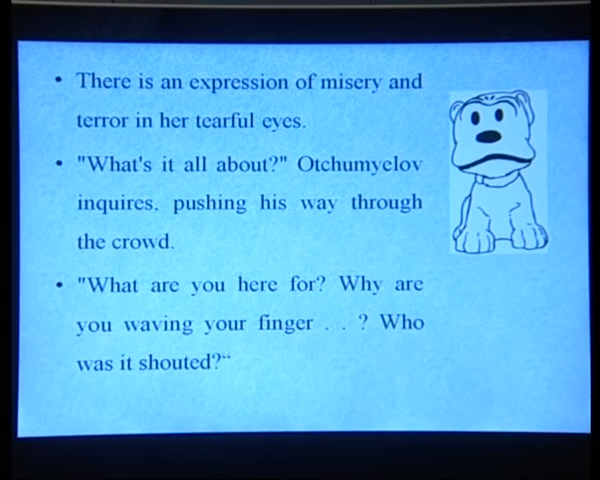 • There is an expression of misery and
terror in her tearful eyes.
• "What's it all about?" Otchumyelov
inquires, pushing his way through
the crowd.
• "What are you here for? Why are
you waving your finger . . ? Who
was it shouted?“